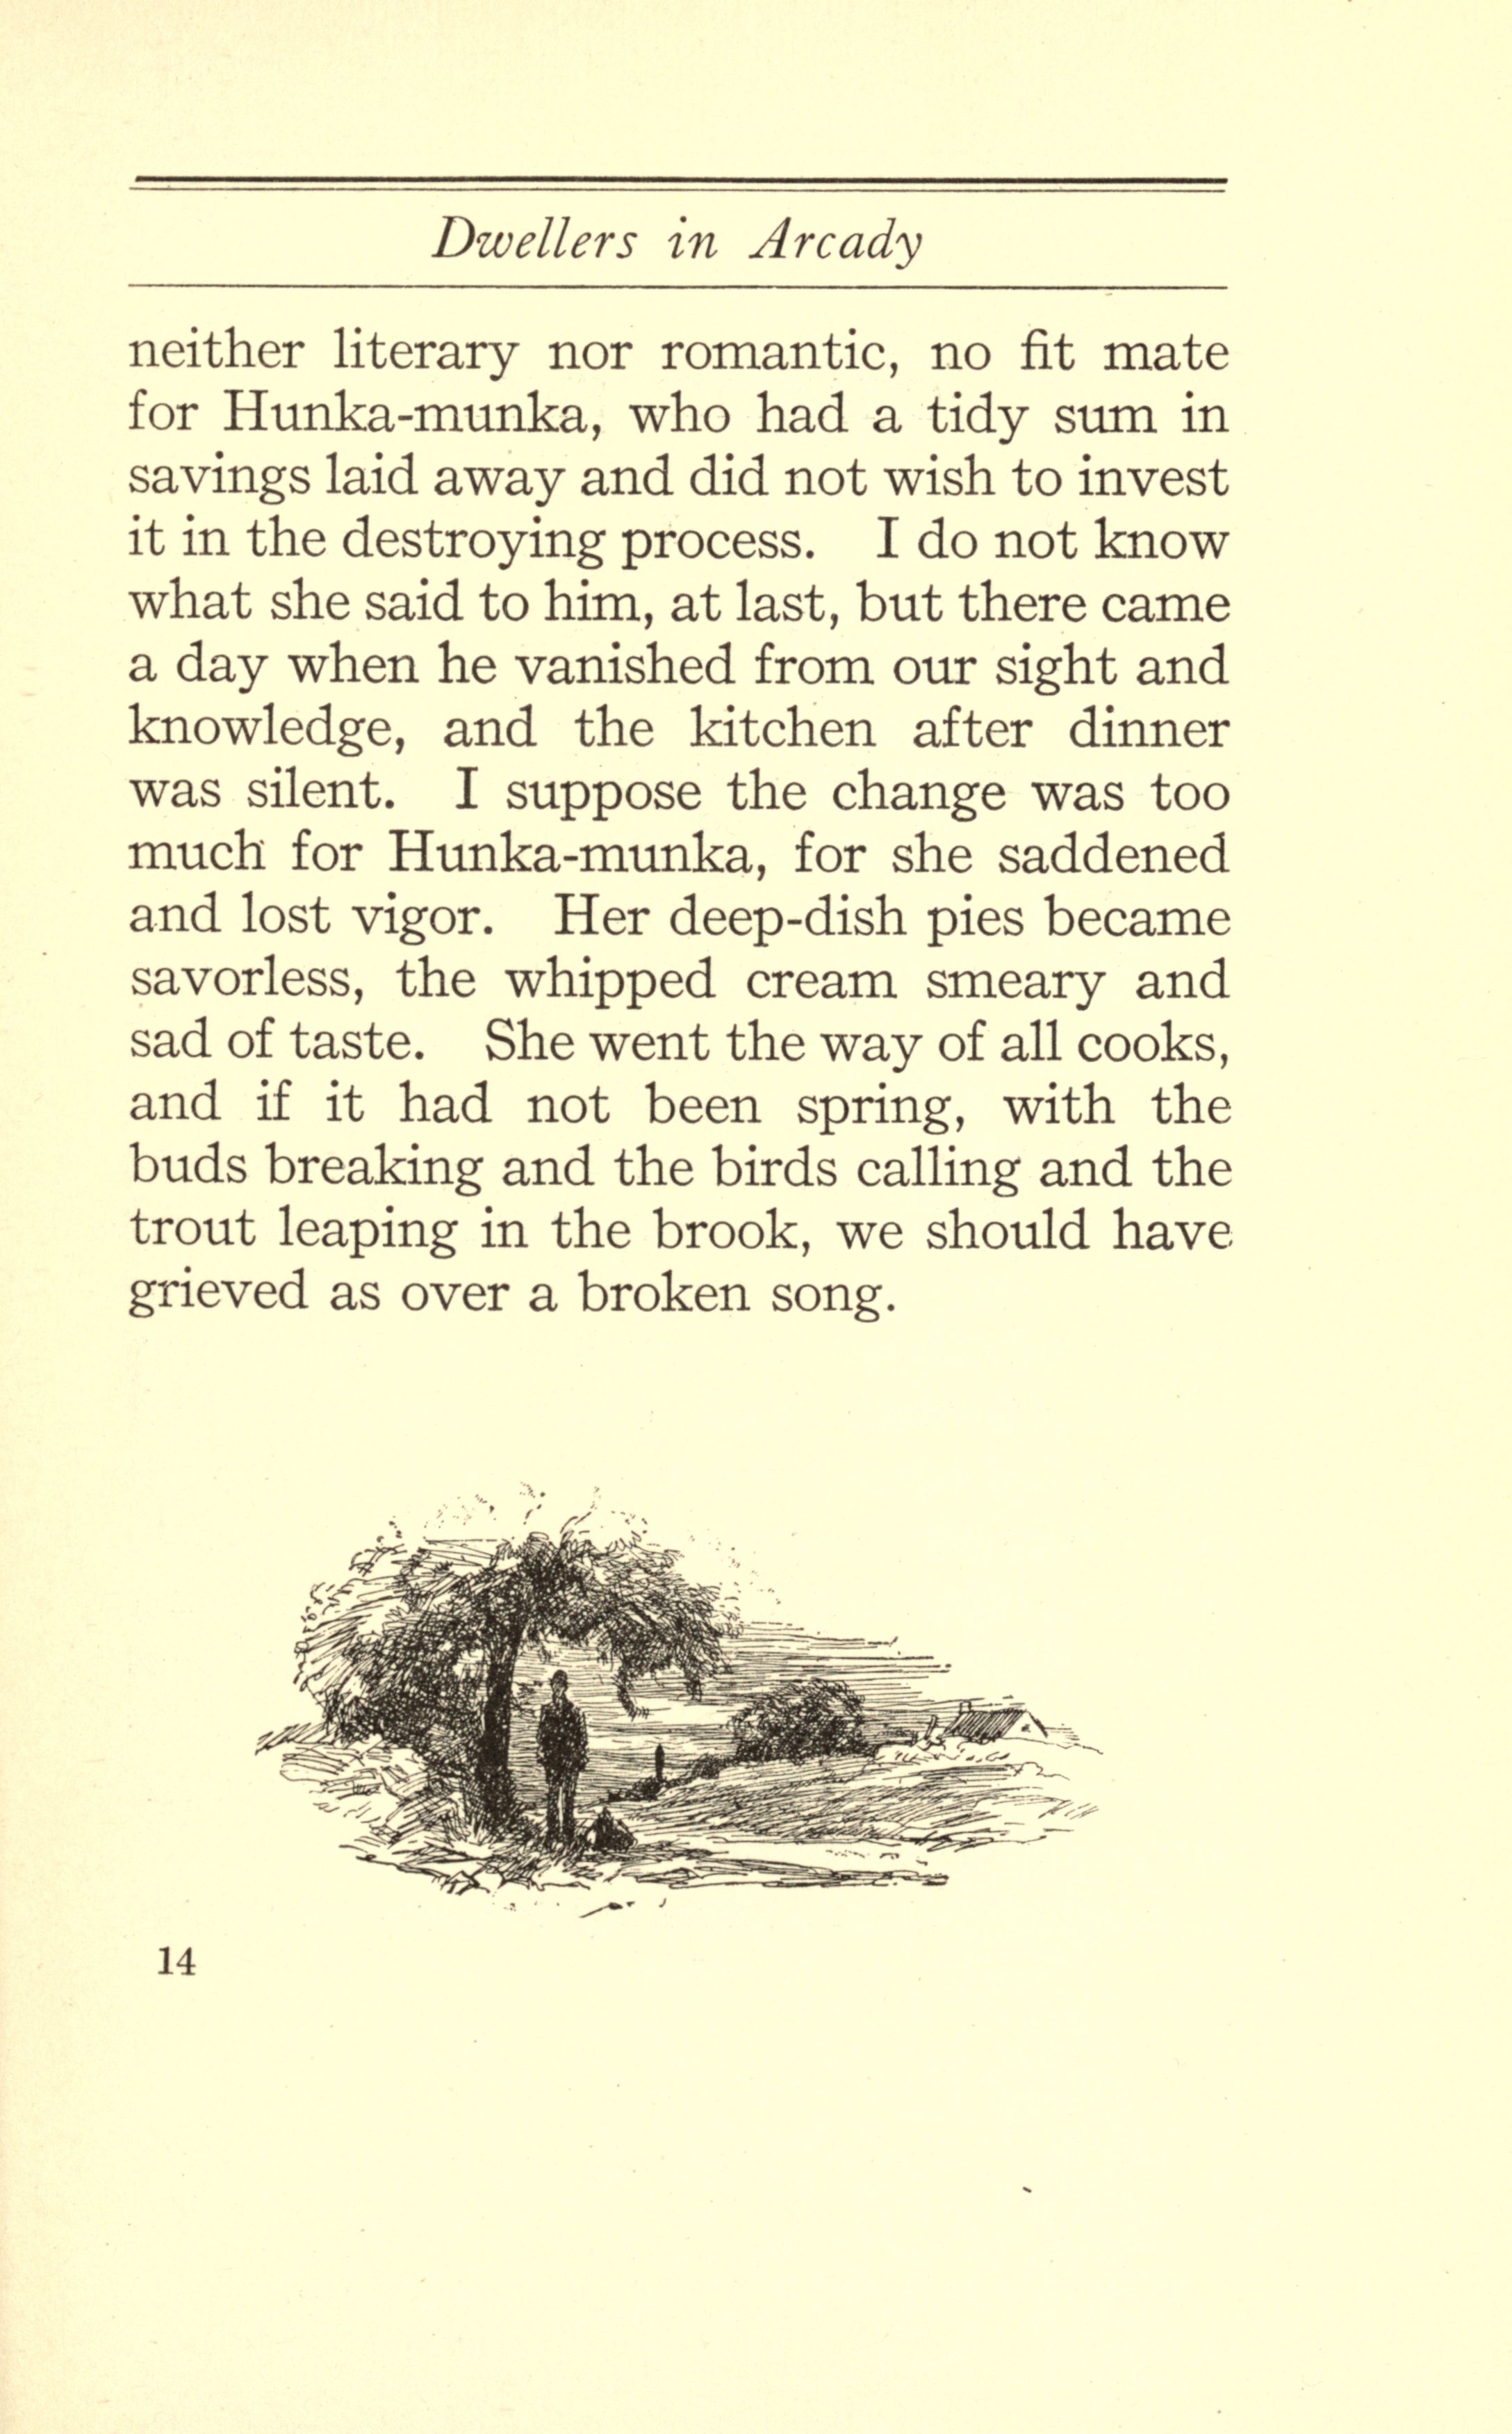 Dwellers in Arcady
neither literary nor romantic, no fit mate
for Hunka-munka, who had a tidy sum in
savings laid away and did not wish to invest
it in the destroying process. I do not know
what she said to him, at last, but there came
a day when he vanished from our sight and
knowledge, and the kitchen after dinner
was silent. I suppose the change was too
much for Hunka-munka, for she saddened
and lost vigor. Her deep-dish pies became
savorless, the whipped cream smeary and
sad of taste. She went the way of all cooks,
and if it had not been spring, with the
buds breaking and the birds calling and the
trout leaping in the brook, we should have
grieved as over a broken song.
14